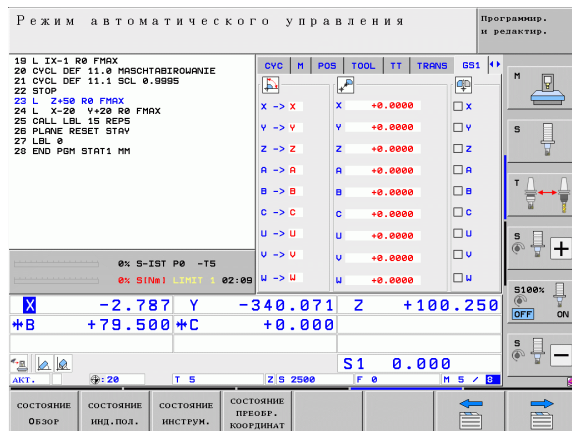 Режим автоматического управления
Программир. и редактир.
19 L IX-1 R0 FMAX
20 CYCL DEF 11.0 MASCHTABIROWANIE
21 CYCL DEF 11.1 SCL 0.9995
22 STOP
23 L Z+50 R0 FMAX
24 L X-20 Y+20 R0 FMAX
25 CALL LBL 15 REP5
26 PLANE RESET STAY
27 LBL 0
28 END PGM STAT1 MM
CYC M POS TOOL TT TRANS GS1
X -> X X +0.0000 X
Y -> Y Y +0.0000 Y
Z -> Z Z +0.0000 Z
A -> A A +0.0000 A
B -> B B +0.0000 B
C -> C C +0.0000 C
U -> U U +0.0000 U
V -> V V +0.0000 V
W -> W W +0.0000 W
0% S-IST P0 -T5
0% S[Nm] LIMIT 1 02:09
X -2.787 Y -340.071 Z +100.250
B +79.500 C +0.000
S1 0.000
АКТ. : 20 T 5 Z S 2500 F 0 M 5 / 8
M
S
T
S +
S100% OFF ON
S -
СОСТОЯНИЕ ОБЗОР
СОСТОЯНИЕ ИНД.ПОЛ.
СОСТОЯНИЕ ИНСТРУМ.
СОСТОЯНИЕ ПРЕОБР. КООРДИНАТ